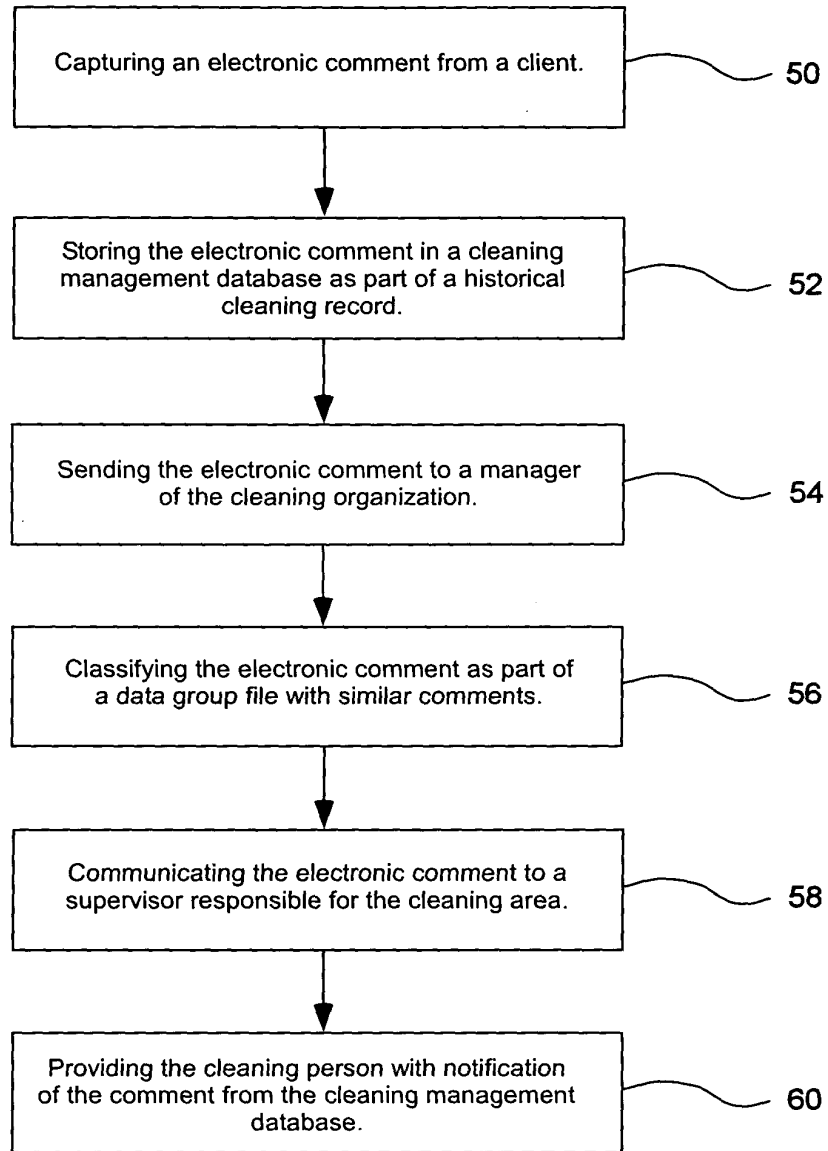 Capturing an electronic comment from a client.
50
Storing the electronic comment in a cleaning
management database as part of a historical
cleaning record.
52
Sending the electronic comment to a manager
of the cleaning organization.
54
Classifying the electronic comment as part of
a data group file with similar comments.
56
Communicating the electronic comment to a
supervisor responsible for the cleaning area.
58
Providing the cleaning person with notification
of the comment from the cleaning management
database.
60